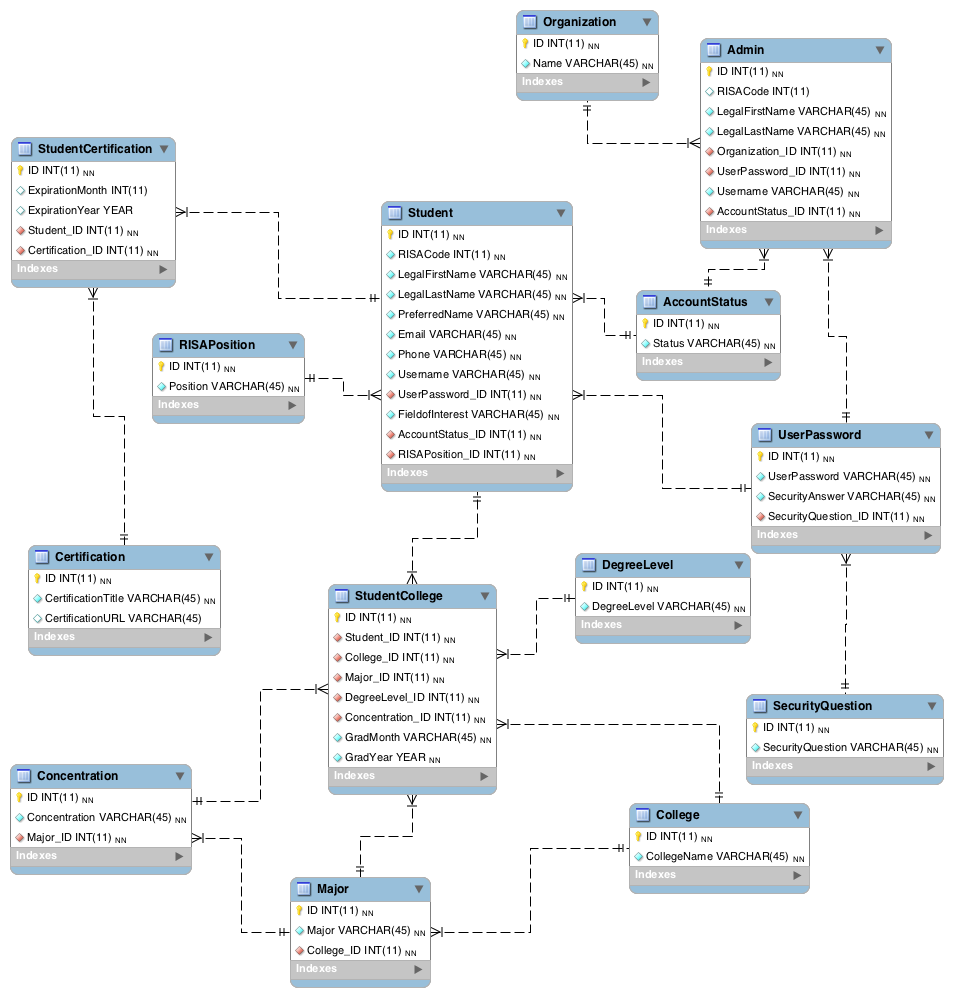 Organization
ID INT(11) NN
Name VARCHAR(45) NN
Indexes
Admin
ID INT(11) NN
RISACode INT(11)
LegalFirstName VARCHAR(45) NN
LegalLastName VARCHAR(45) NN
Organization_ID INT(11) NN
UserPassword_ID INT(11) NN
Username VARCHAR(45) NN
AccountStatus_ID INT(11) NN
Indexes
StudentCertification
ID INT(11) NN
ExpirationMonth INT(11)
ExpirationYear YEAR
Student_ID INT(11) NN
Certification_ID INT(11) NN
Indexes
Student
ID INT(11) NN
RISACode INT(11) NN
LegalFirstName VARCHAR(45) NN
LegalLastName VARCHAR(45) NN
PreferredName VARCHAR(45) NN
Email VARCHAR(45) NN
Phone VARCHAR(45) NN
Username VARCHAR(45) NN
UserPassword_ID INT(11) NN
FieldofInterest VARCHAR(45) NN
AccountStatus_ID INT(11) NN
RISAPosition_ID INT(11) NN
Indexes
AccountStatus
ID INT(11) NN
Status VARCHAR(45) NN
Indexes
RISAPosition
ID INT(11) NN
Position VARCHAR(45) NN
Indexes
UserPassword
ID INT(11) NN
UserPassword VARCHAR(45) NN
SecurityAnswer VARCHAR(45) NN
SecurityQuestion_ID INT(11) NN
Indexes
Certification
ID INT(11) NN
CertificationTitle VARCHAR(45) NN
CertificationURL VARCHAR(45)
Indexes
DegreeLevel
ID INT(11) NN
DegreeLevel VARCHAR(45) NN
Indexes
StudentCollege
ID INT(11) NN
Student_ID INT(11) NN
College_ID INT(11) NN
Major_ID INT(11) NN
DegreeLevel_ID INT(11) NN
Concentration_ID INT(11) NN
GradMonth VARCHAR(45) NN
GradYear YEAR NN
Indexes
SecurityQuestion
ID INT(11) NN
SecurityQuestion VARCHAR(45) NN
Indexes
Concentration
ID INT(11) NN
Concentration VARCHAR(45) NN
Major_ID INT(11) NN
Indexes
College
ID INT(11) NN
CollegeName VARCHAR(45) NN
Indexes
Major
ID INT(11) NN
Major VARCHAR(45) NN
College_ID INT(11) NN
Indexes